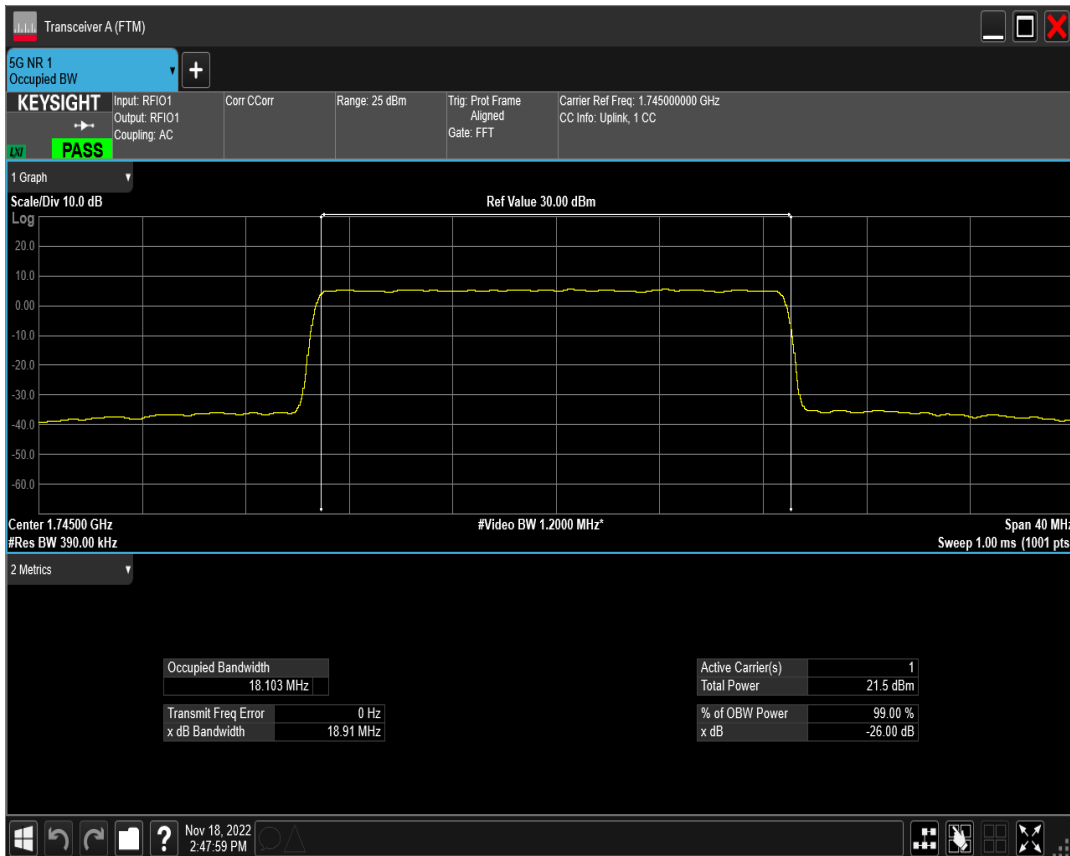 Transceiver A (FTM)
5G NR 1
Occupied BW
+
KEYSIGHT
LXI
PASS
Input: RFIO1
Output: RFIO1
Coupling: AC
Corr CCorr
Range: 25 dBm
Trig: Prot Frame
Aligned
Gate: FFT
Carrier Ref Freq: 1.745000000 GHz
CC Info: Uplink, 1 CC
1 Graph
Scale/Div 10.0 dB
Ref Value 30.00 dBm
Log
20.0
10.0
0.00
-10.0
-20.0
-30.0
-40.0
-50.0
-60.0
Center 1.74500 GHz
#Video BW 1.2000 MHz*
Span 40 MHz
#Res BW 390.00 kHz
Sweep 1.00 ms (1001 pts
2 Metrics
Occupied Bandwidth
18.103 MHz
Transmit Freq Error 0 Hz
x dB Bandwidth 18.91 MHz
Active Carrier(s) 1
Total Power 21.5 dBm
% of OBW Power 99.00 %
x dB -26.00 dB
?
Nov 18, 2022
2:47:59 PM